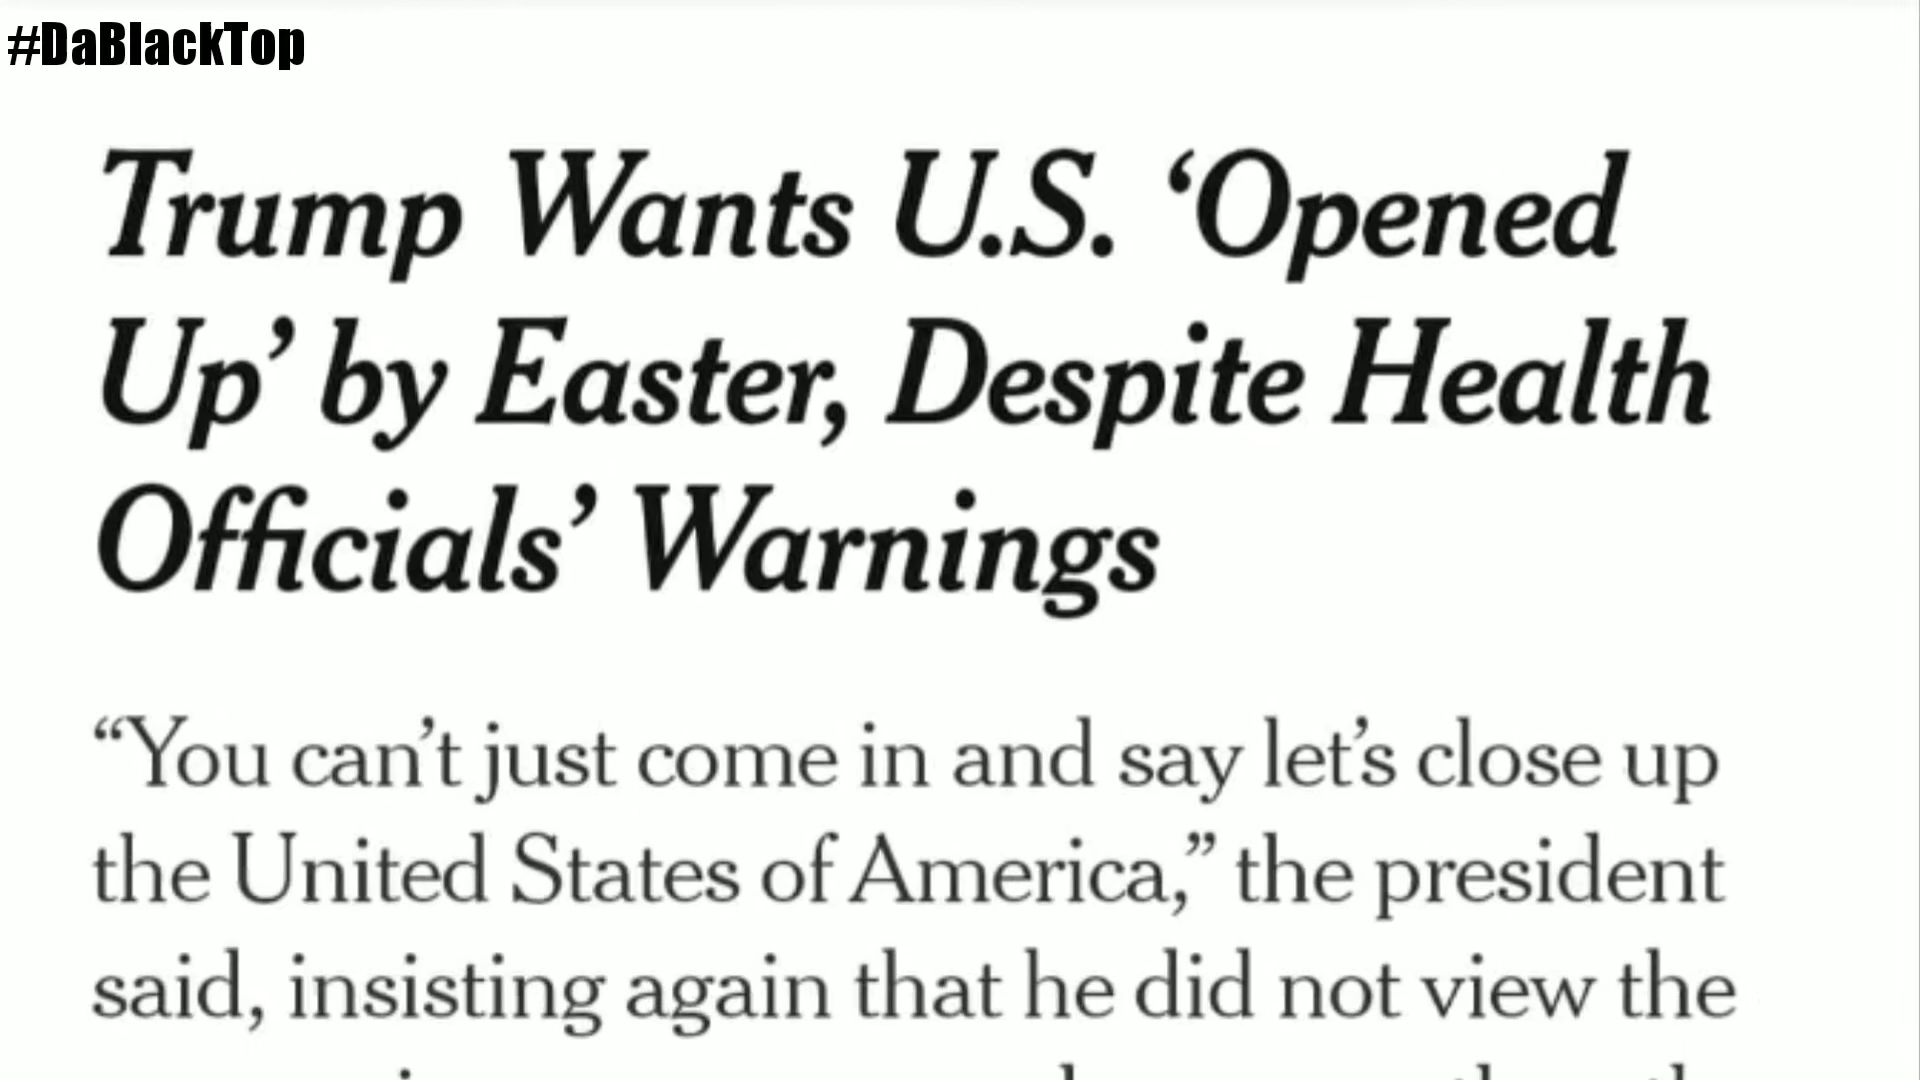 #DaBlackTop
Trump Wants U.S. ‘Opened
Up’ by Easter, Despite Health
Officials’ Warnings
“You can’t just come in and say let’s close up
the United States of America,” the president
said, insisting again that he did not view the